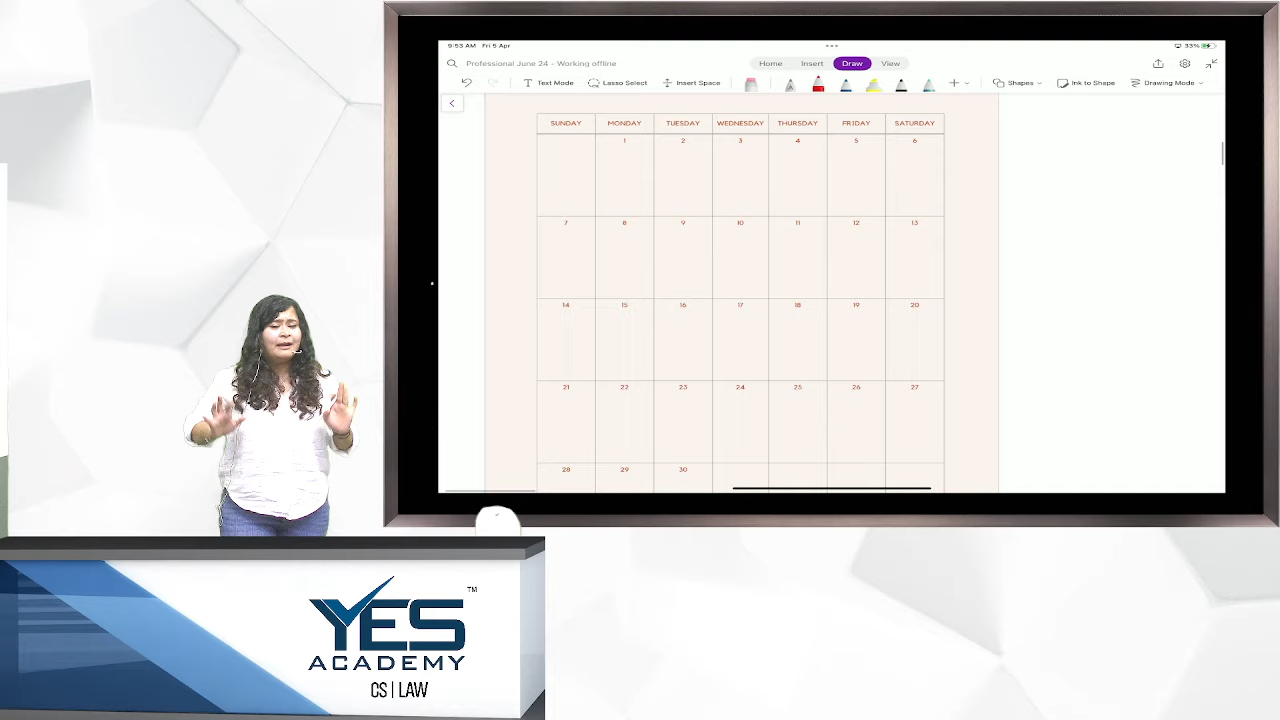 9:53 AM Fri 5 Apr
33%
Professional June 24 - Working offline
Home Insert Draw View
Text Mode Lasso Select Insert Space Shapes Ink to Shape Drawing Mode
SUNDAY MONDAY TUESDAY WEDNESDAY THURSDAY FRIDAY SATURDAY
1 2 3 4 5 6
7 8 9 10 11 12 13
14 15 16 17 18 19 20
21 22 23 24 25 26 27
28 29 30
YES TM
ACADEMY
CS | LAW